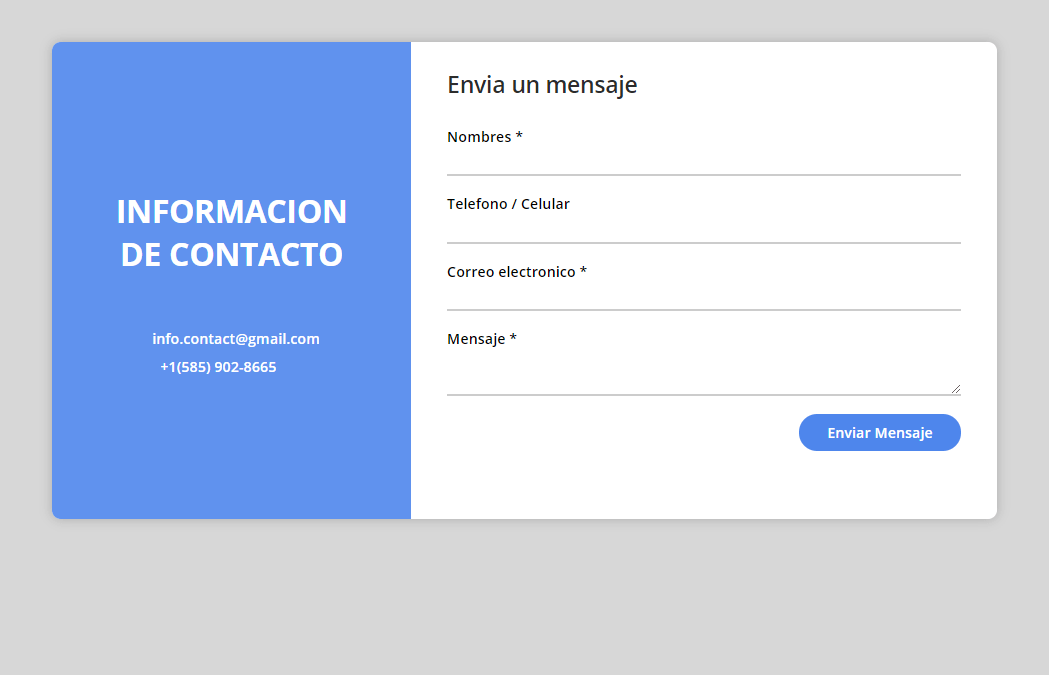 INFORMACION
DE CONTACTO
info.contact@gmail.com
+1(585) 902-8665
Envia un mensaje
Nombres *
Telefono / Celular
Correo electronico *
Mensaje *
Enviar Mensaje